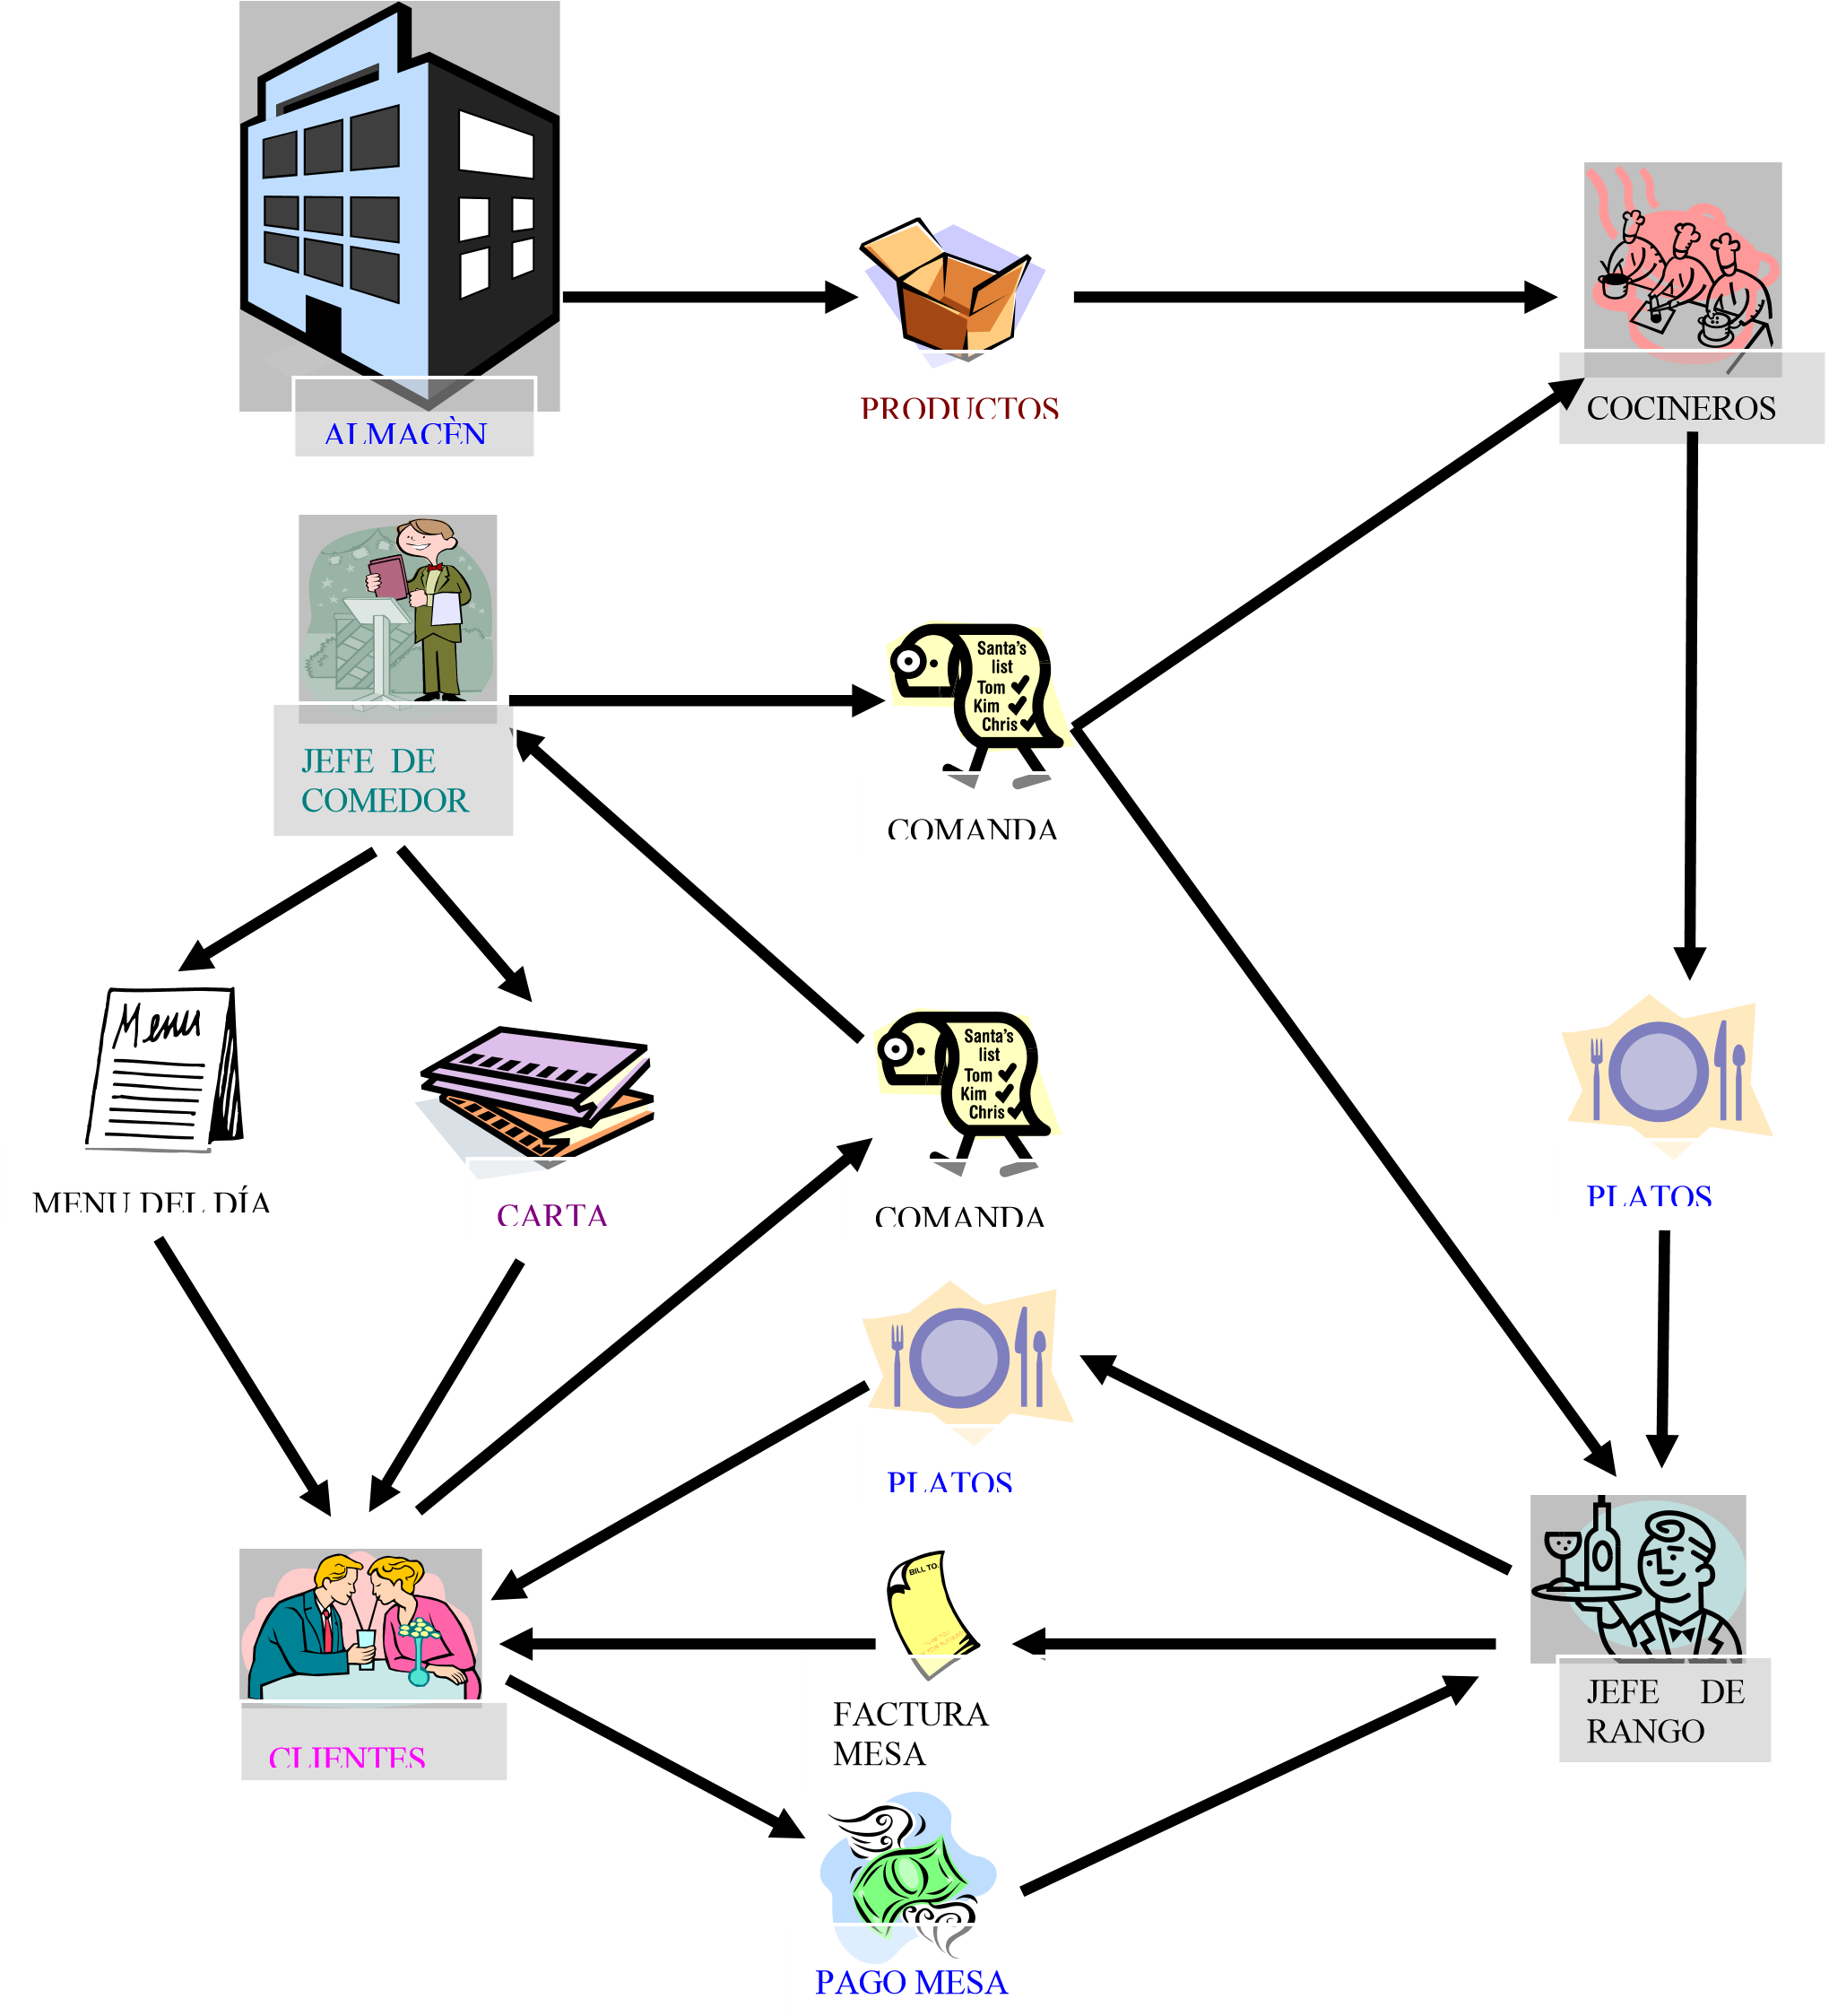 PRODUCTOS
COCINEROS
ALMACÈN
Santa's
list
Tom
Kim
Chris
JEFE DE
COMEDOR
COMANDA
Menu
Santa's
list
Tom
Kim
Chris
MENU DEL DÍA
CARTA
COMANDA
PLATOS
PLATOS
BILL TO:
JEFE DE
RANGO
FACTURA
MESA
CLIENTES
PAGO MESA